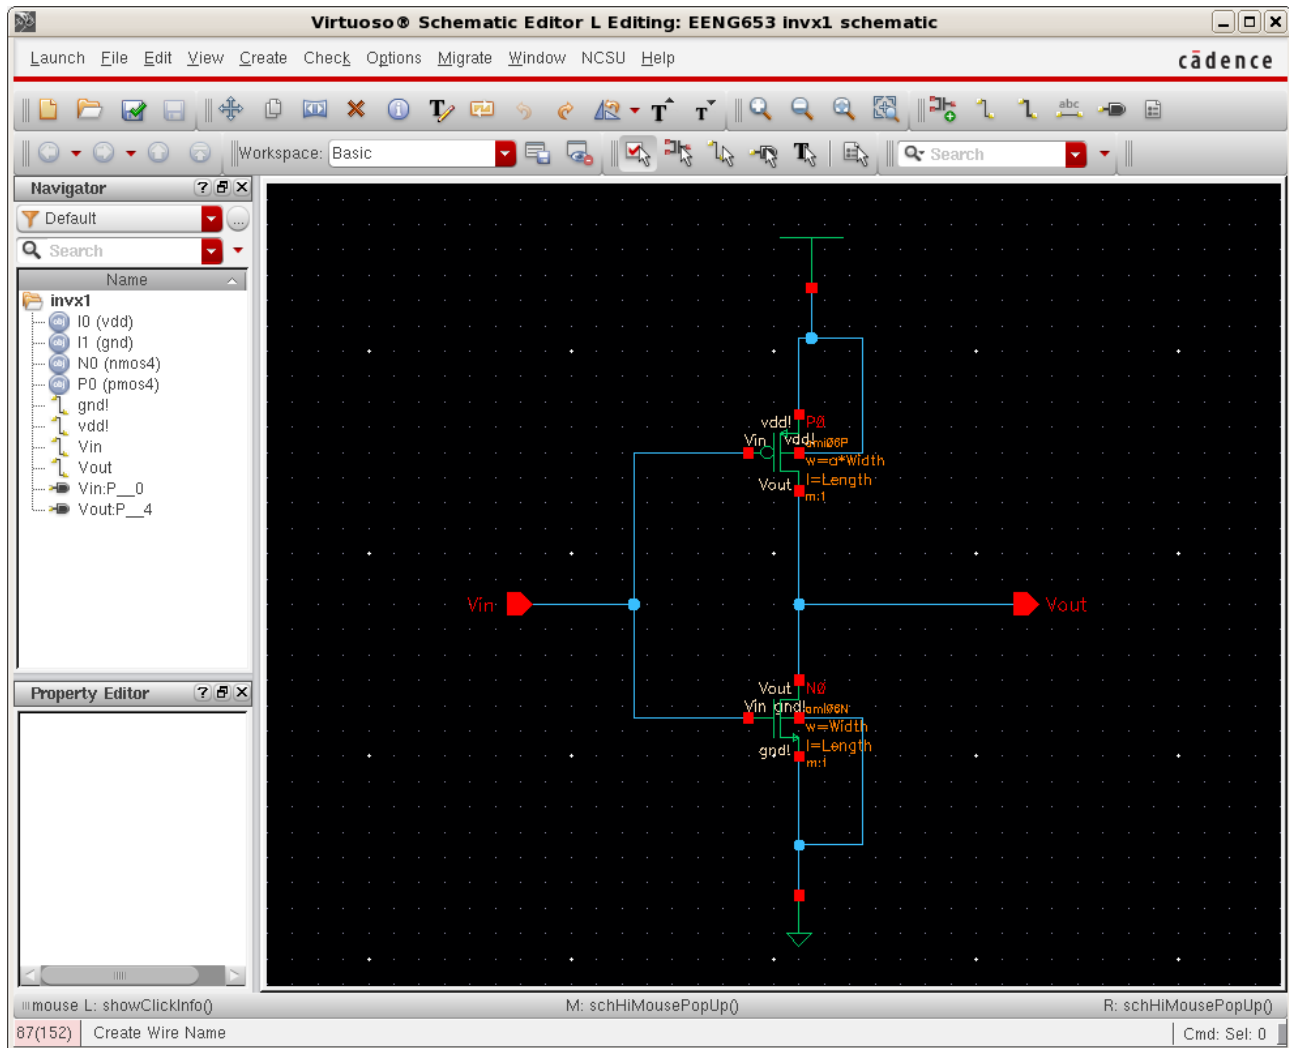 Virtuoso® Schematic Editor L Editing: EENG653 invx1 schematic
Launch File Edit View Create Check Options Migrate Window NCSU Help
cādence
abc
Workspace: Basic
Search
Navigator
Default
Search
Name
invx1
I0 (vdd)
I1 (gnd)
N0 (nmos4)
P0 (pmos4)
gnd!
vdd!
Vin
Vout
Vin:P__0
Vout:P__4
Property Editor
vdd! P0
Vin vdd! ami06P
w=a*Width
Vout l=Length
m:1
Vin
Vout
Vout N0
Vin gnd! ami06N
w=Width
gnd! l=Length
m:1
mouse L: showClickInfo() M: schHiMousePopUp() R: schHiMousePopUp()
87(152) Create Wire Name Cmd: Sel: 0